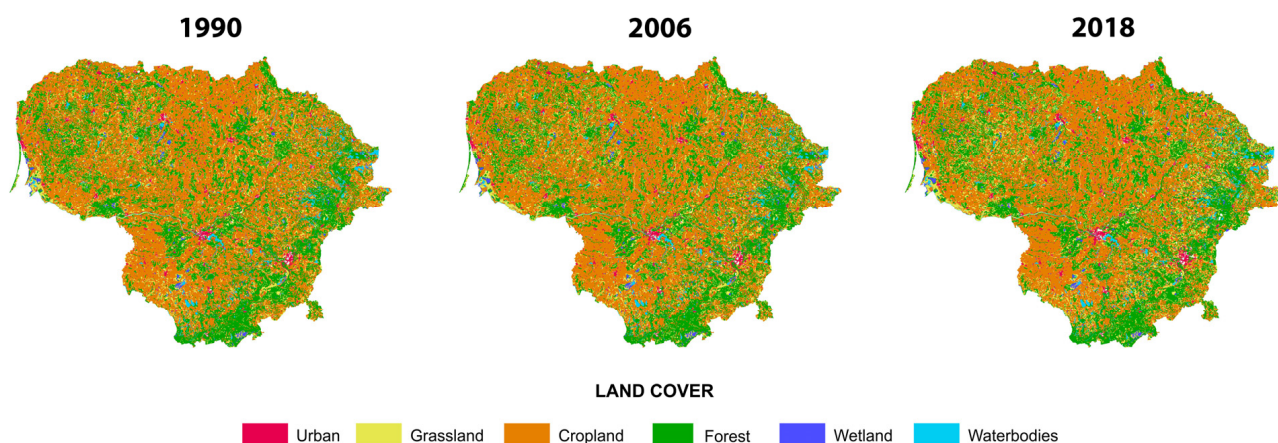 1990 2006 2018
LAND COVER
Urban Grassland Cropland Forest Wetland Waterbodies